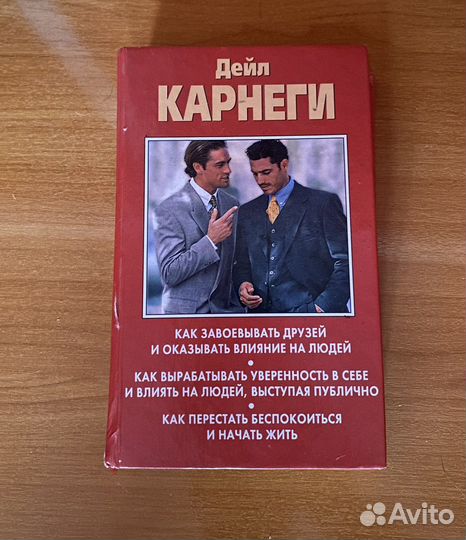 Дейл
КАРНЕГИ
КАК ЗАВОЕВЫВАТЬ ДРУЗЕЙ
И ОКАЗЫВАТЬ ВЛИЯНИЕ НА ЛЮДЕЙ
•
КАК ВЫРАБАТЫВАТЬ УВЕРЕННОСТЬ В СЕБЕ
И ВЛИЯТЬ НА ЛЮДЕЙ, ВЫСТУПАЯ ПУБЛИЧНО
•
КАК ПЕРЕСТАТЬ БЕСПОКОИТЬСЯ
И НАЧАТЬ ЖИТЬ
Avito